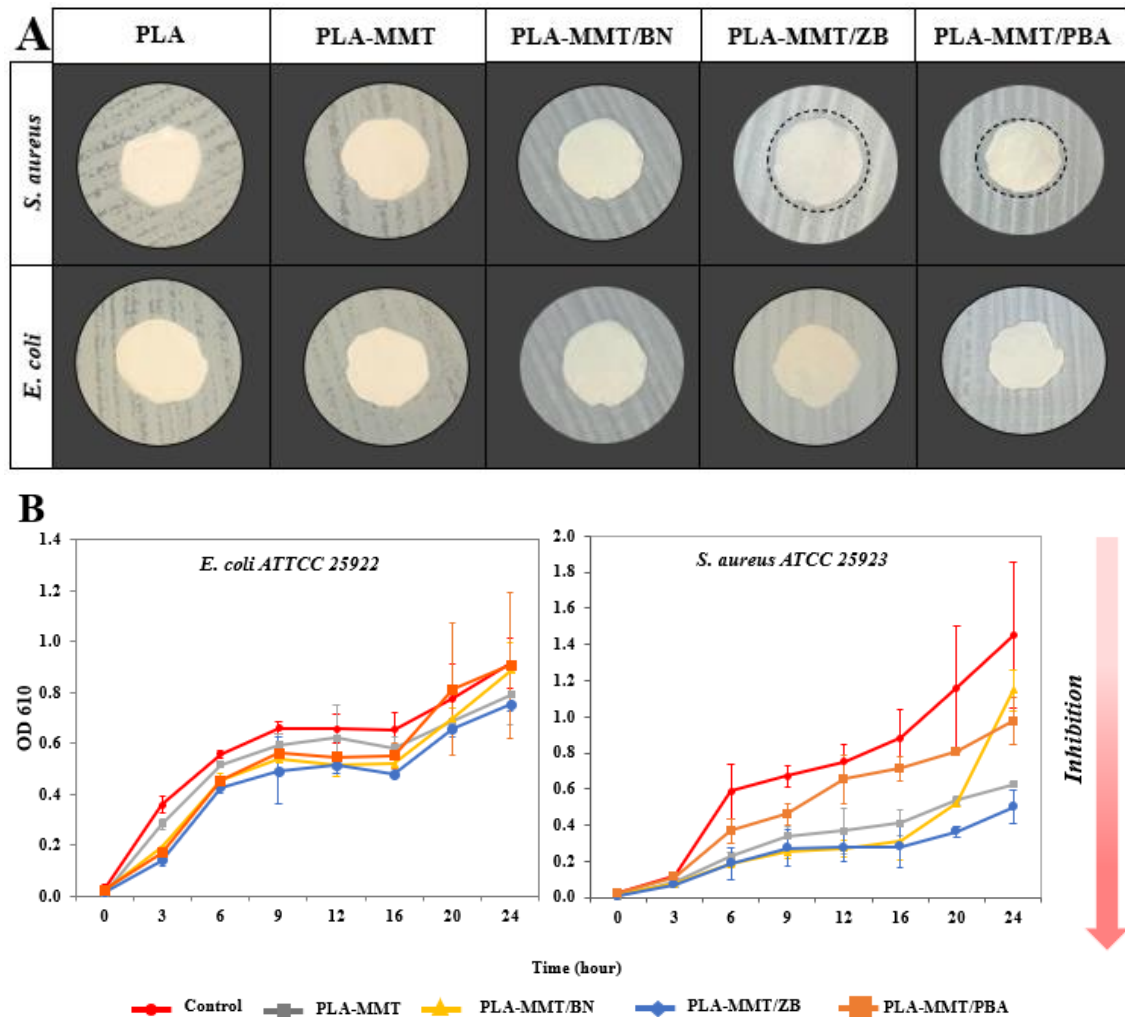 A PLA PLA-MMT PLA-MMT/BN PLA-MMT/ZB PLA-MMT/PBA
S. aureus
E. coli
B
E. coli ATTCC 25922
1.4
1.2
1.0
0.8
0.6
0.4
0.2
0.0
OD 610
0 3 6 9 12 16 20 24
S. aureus ATCC 25923
2.0
1.8
1.6
1.4
1.2
1.0
0.8
0.6
0.4
0.2
0.0
0 3 6 9 12 16 20 24
Inhibition
Time (hour)
Control PLA-MMT PLA-MMT/BN PLA-MMT/ZB PLA-MMT/PBA